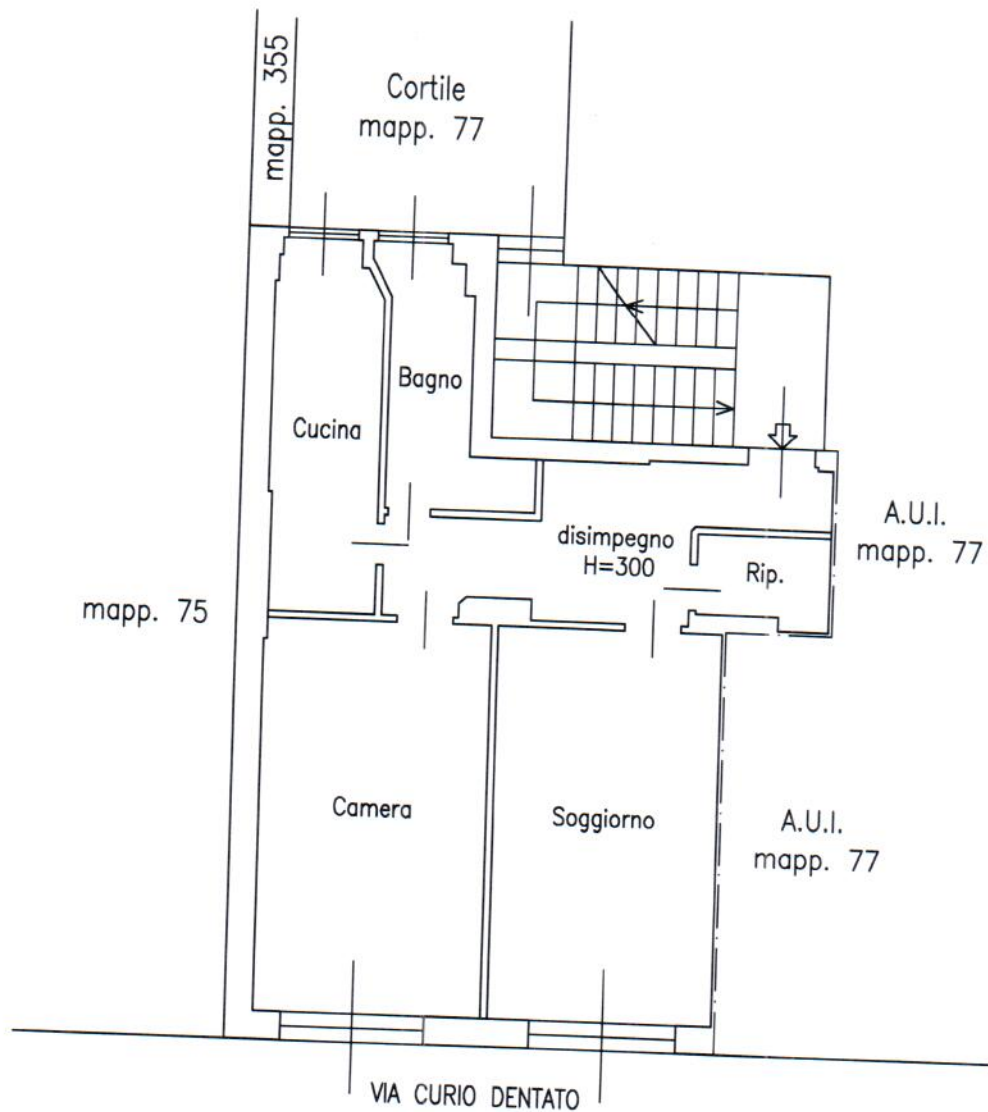 mapp. 355
Cortile
mapp. 77
Bagno
Cucina
disimpegno
H=300
Rip.
A.U.I.
mapp. 77
mapp. 75
Camera
Soggiorno
A.U.I.
mapp. 77
VIA CURIO DENTATO